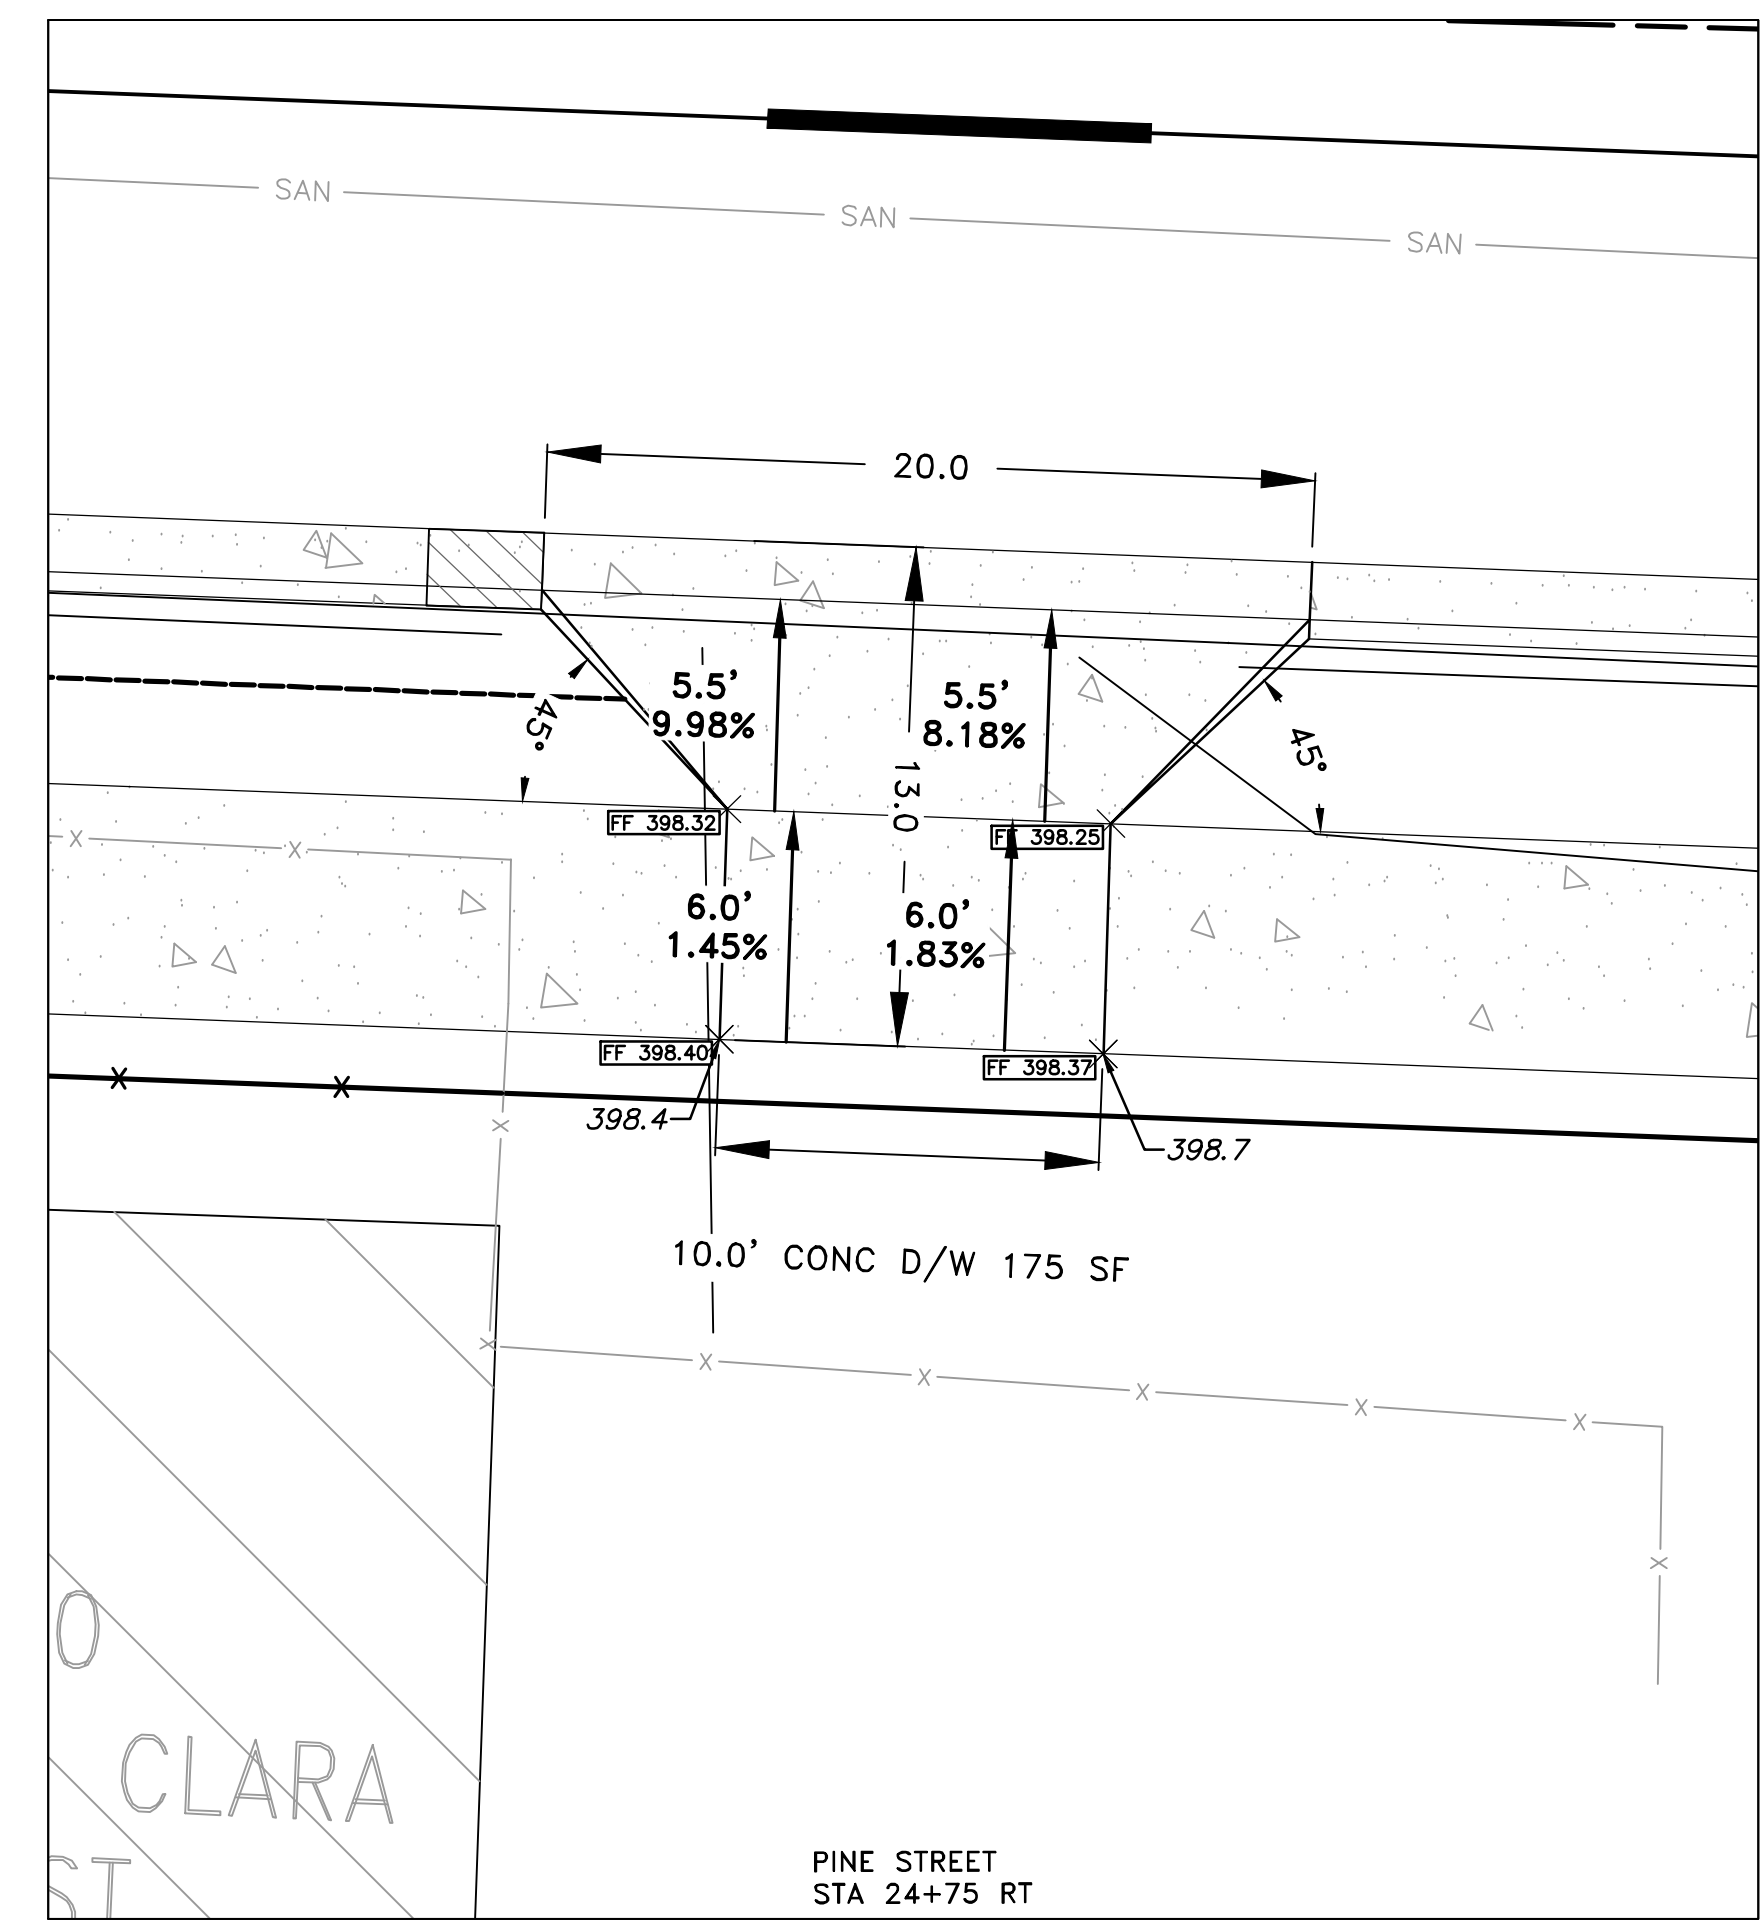 SAN
SAN
SAN
20.0
5.5'
9.98%
5.5'
8.18%
45°
45°
13.0
FF 398.32
FF 398.25
6.0'
1.45%
6.0'
1.83%
FF 398.40
FF 398.37
398.4
398.7
10.0' CONC D/W 175 SF
O
CLARA
ST
PINE STREET
STA 24+75 RT